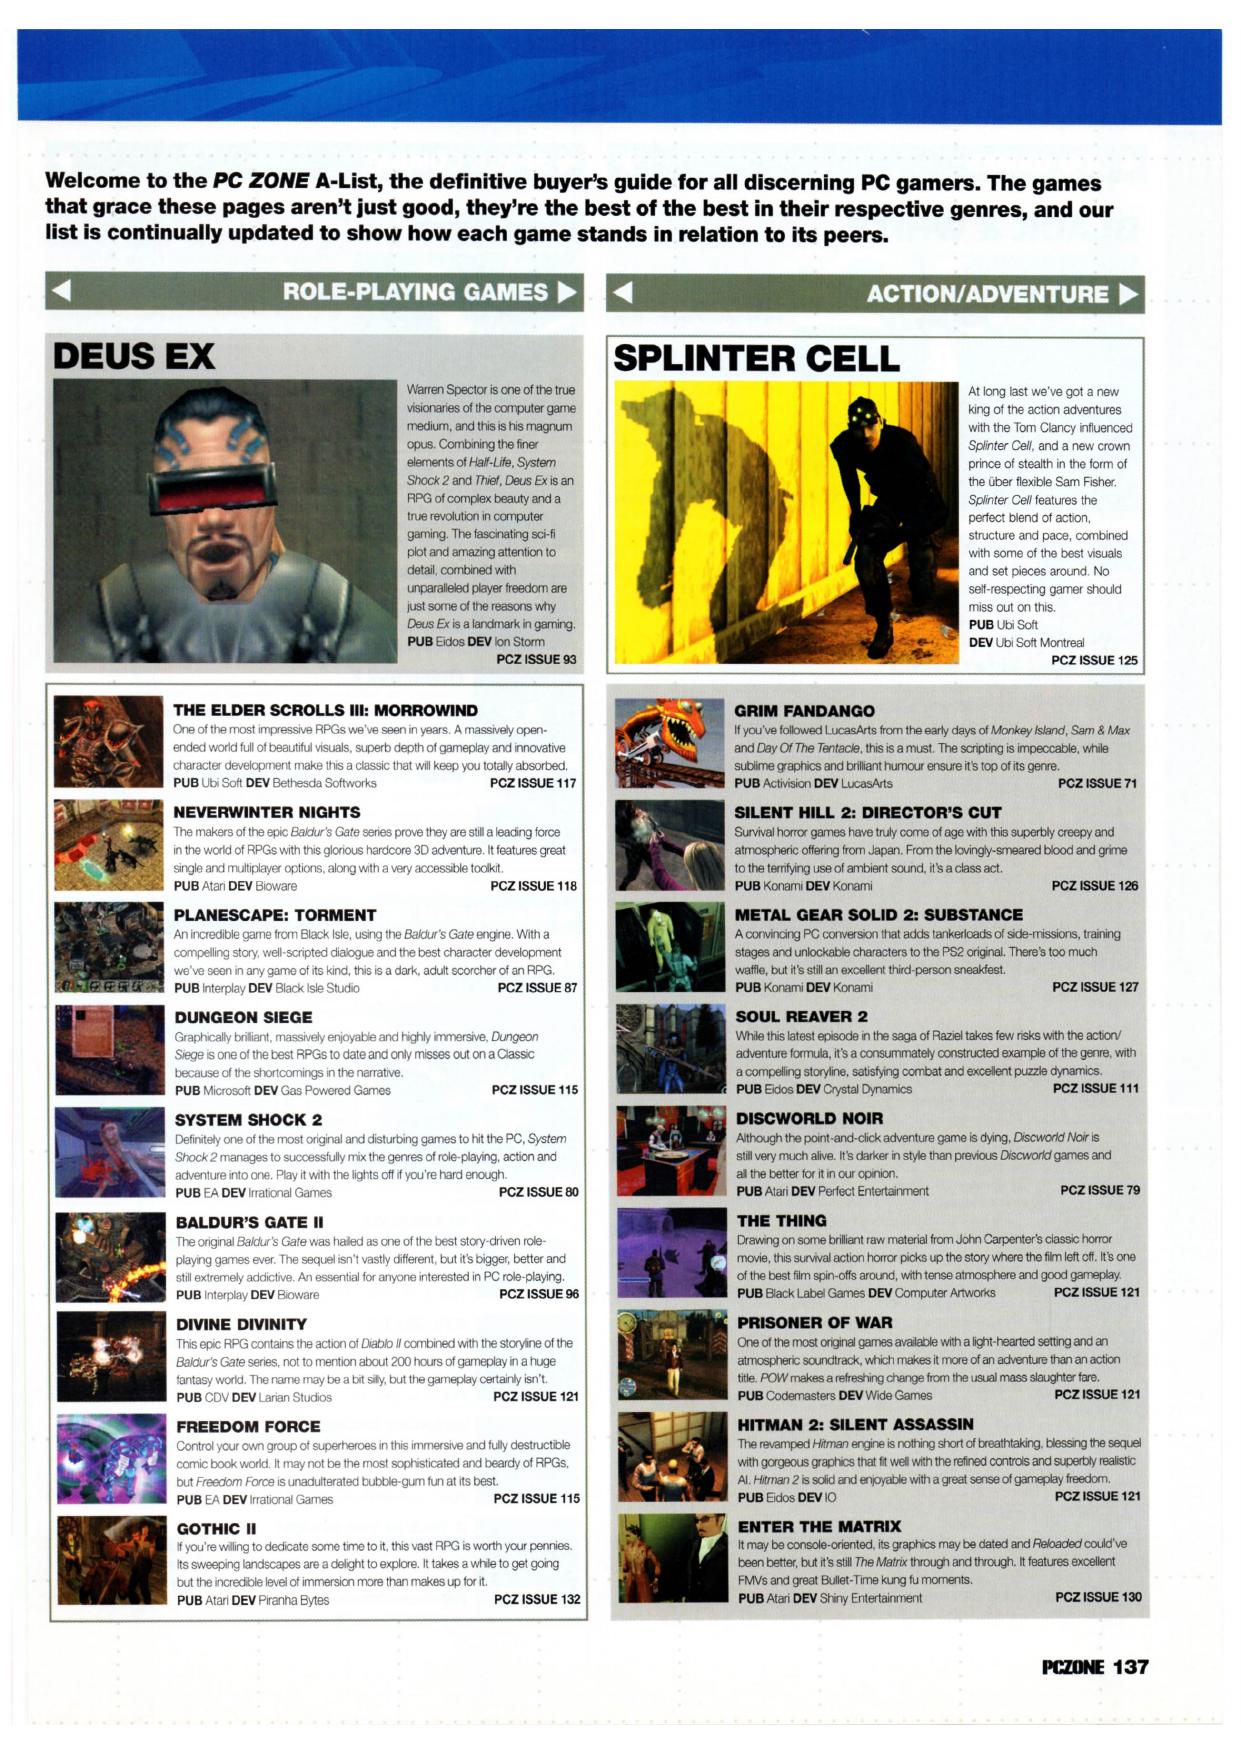 Welcome to the PC ZONE A-List, the definitive buyer's guide for all discerning PC gamers. The games
that grace these pages aren't just good, they're the best of the best in their respective genres, and our
list is continually updated to show how each game stands in relation to its peers.
ROLE-PLAYING GAMES
DEUS EX
Warren Spector is one of the true
visionaries of the computer game
medium, and this is his magnum
opus. Combining the finer
elements of Half-Life, System
Shock 2 and Thief, Deus Ex is an
RPG of complex beauty and a
true revolution in computer
gaming. The fascinating sci-fi
plot and amazing attention to
detail, combined with
unparalleled player freedom are
just some of the reasons why
Deus Ex is a landmark in gaming.
PUB Eidos DEV Ion Storm
PCZ ISSUE 93
THE ELDER SCROLLS III: MORROWIND
One of the most impressive RPGs we've seen in years. A massively open-
ended world full of beautiful visuals, superb depth of gameplay and innovative
character development make this a classic that will keep you totally absorbed.
PUB Ubi Soft DEV Bethesda Softworks PCZ ISSUE 117
NEVERWINTER NIGHTS
The makers of the epic Baldur's Gate series prove they are still a leading force
in the world of RPGs with this glorious hardcore 3D adventure. It features great
single and multiplayer options, along with a very accessible toolkit.
PUB Atari DEV Bioware PCZ ISSUE 118
PLANESCAPE: TORMENT
An incredible game from Black Isle, using the Baldur's Gate engine. With a
compelling story, well-scripted dialogue and the best character development
we've seen in any game of its kind, this is a dark, adult scorcher of an RPG.
PUB Interplay DEV Black Isle Studio PCZ ISSUE 87
DUNGEON SIEGE
Graphically brilliant, massively enjoyable and highly immersive, Dungeon
Siege is one of the best RPGs to date and only misses out on a Classic
because of the shortcomings in the narrative.
PUB Microsoft DEV Gas Powered Games PCZ ISSUE 115
SYSTEM SHOCK 2
Definitely one of the most original and disturbing games to hit the PC, System
Shock 2 manages to successfully mix the genres of role-playing, action and
adventure into one. Play it with the lights off if you're hard enough.
PUB EA DEV Irrational Games PCZ ISSUE 80
BALDUR'S GATE II
The original Baldur's Gate was hailed as one of the best story-driven role-
playing games ever. The sequel isn't vastly different, but it's bigger, better and
still extremely addictive. An essential for anyone interested in PC role-playing.
PUB Interplay DEV Bioware PCZ ISSUE 96
DIVINE DIVINITY
This epic RPG contains the action of Diablo II combined with the storyline of the
Baldur's Gate series, not to mention about 200 hours of gameplay in a huge
fantasy world. The name may be a bit silly, but the gameplay certainly isn't.
PUB CDV DEV Larian Studios PCZ ISSUE 121
FREEDOM FORCE
Control your own group of superheroes in this immersive and fully destructible
comic book world. It may not be the most sophisticated and beardy of RPGs,
but Freedom Force is unadulterated bubble-gum fun at its best.
PUB EA DEV Irrational Games PCZ ISSUE 115
GOTHIC II
If you're willing to dedicate some time to it, this vast RPG is worth your pennies.
Its sweeping landscapes are a delight to explore. It takes a while to get going
but the incredible level of immersion more than makes up for it.
PUB Atari DEV Piranha Bytes PCZ ISSUE 132
ACTION/ADVENTURE
SPLINTER CELL
At long last we've got a new
king of the action adventures
with the Tom Clancy influenced
Splinter Cell, and a new crown
prince of stealth in the form of
the über flexible Sam Fisher.
Splinter Cell features the
perfect blend of action,
structure and pace, combined
with some of the best visuals
and set pieces around. No
self-respecting gamer should
miss out on this.
PUB Ubi Soft
DEV Ubi Soft Montreal
PCZ ISSUE 125
GRIM FANDANGO
If you've followed LucasArts from the early days of Monkey Island, Sam & Max
and Day Of The Tentacle, this is a must. The scripting is impeccable, while
sublime graphics and brilliant humour ensure it's top of its genre.
PUB Activision DEV LucasArts PCZ ISSUE 71
SILENT HILL 2: DIRECTOR'S CUT
Survival horror games have truly come of age with this superbly creepy and
atmospheric offering from Japan. From the lovingly-smeared blood and grime
to the terrifying use of ambient sound, it's a class act.
PUB Konami DEV Konami PCZ ISSUE 126
METAL GEAR SOLID 2: SUBSTANCE
A convincing PC conversion that adds tankerloads of side-missions, training
stages and unlockable characters to the PS2 original. There's too much
waffle, but it's still an excellent third-person sneakfest.
PUB Konami DEV Konami PCZ ISSUE 127
SOUL REAVER 2
While this latest episode in the saga of Raziel takes few risks with the action/
adventure formula, it's a consummately constructed example of the genre, with
a compelling storyline, satisfying combat and excellent puzzle dynamics.
PUB Eidos DEV Crystal Dynamics PCZ ISSUE 111
DISCWORLD NOIR
Although the point-and-click adventure game is dying, Discworld Noir is
still very much alive. It's darker in style than previous Discworld games and
all the better for it in our opinion.
PUB Atari DEV Perfect Entertainment PCZ ISSUE 79
THE THING
Drawing on some brilliant raw material from John Carpenter's classic horror
movie, this survival action horror picks up the story where the film left off. It's one
of the best film spin-offs around, with tense atmosphere and good gameplay.
PUB Black Label Games DEV Computer Artworks PCZ ISSUE 121
PRISONER OF WAR
One of the most original games available with a light-hearted setting and an
atmospheric soundtrack, which makes it more of an adventure than an action
title. POW makes a refreshing change from the usual mass slaughter fare.
PUB Codemasters DEV Wide Games PCZ ISSUE 121
HITMAN 2: SILENT ASSASSIN
The revamped Hitman engine is nothing short of breathtaking, blessing the sequel
with gorgeous graphics that fit well with the refined controls and superbly realistic
AI. Hitman 2 is solid and enjoyable with a great sense of gameplay freedom.
PUB Eidos DEV IO PCZ ISSUE 121
ENTER THE MATRIX
It may be console-oriented, its graphics may be dated and Reloaded could've
been better, but it's still The Matrix through and through. It features excellent
FMVs and great Bullet-Time kung fu moments.
PUB Atari DEV Shiny Entertainment PCZ ISSUE 130
PCZONE 137